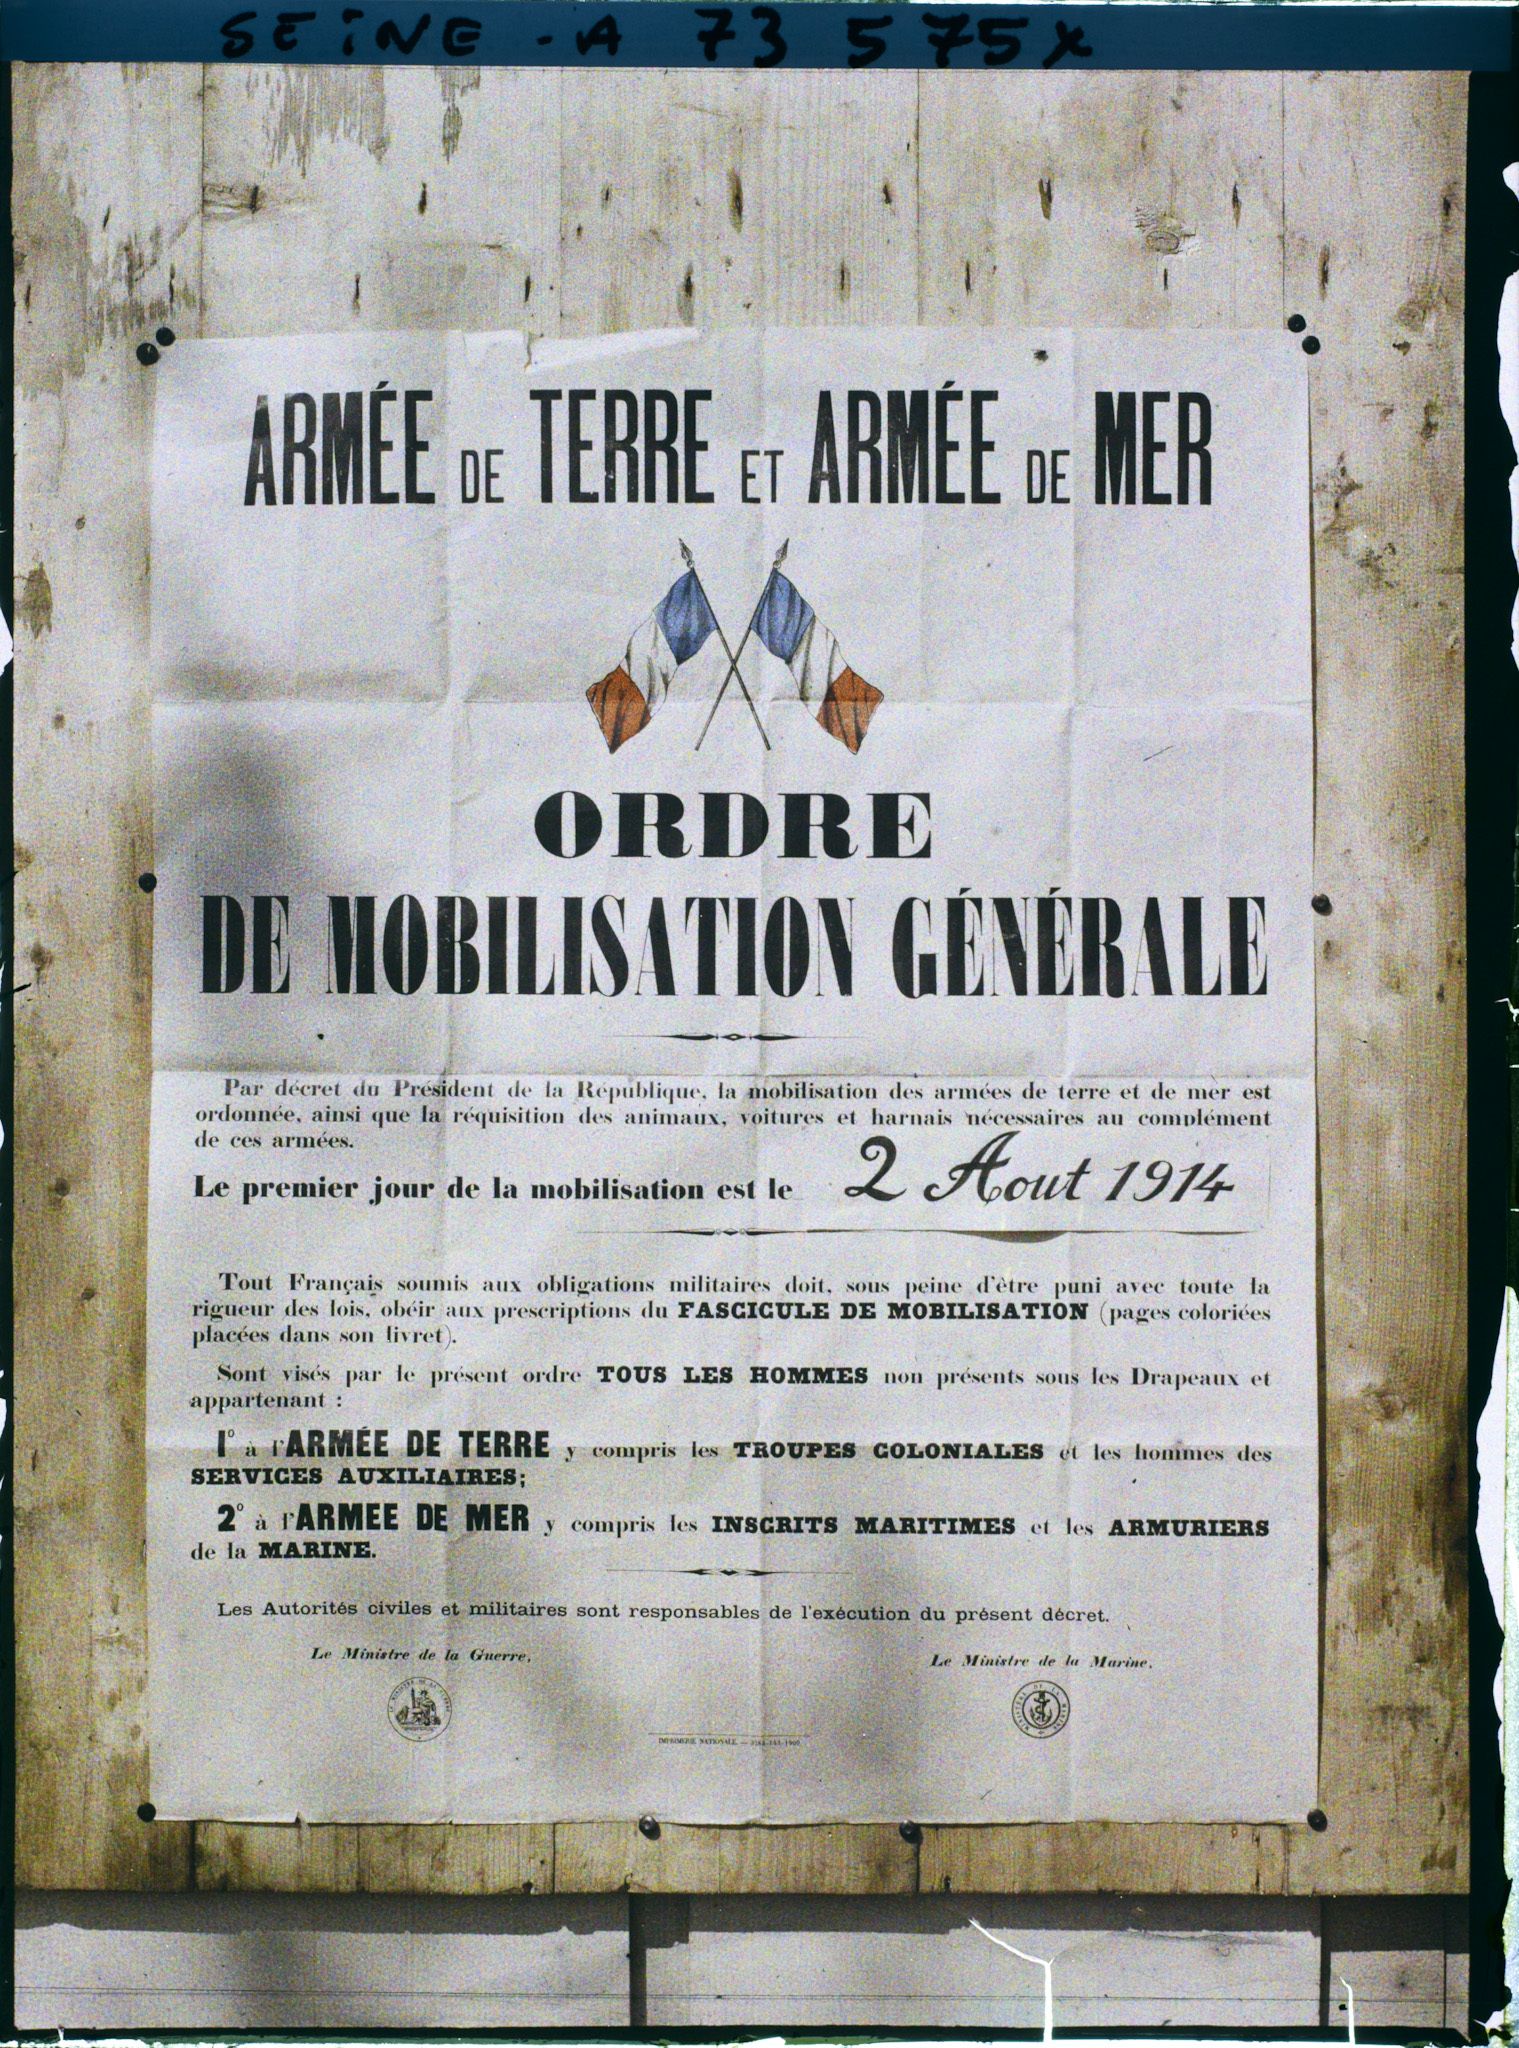 SEINE - A 73 575x
ARMÉE DE TERRE ET ARMÉE DE MER
ORDRE
DE MOBILISATION GÉNÉRALE
Par décret du Président de la République, la mobilisation des armées de terre et de mer est
ordonnée, ainsi que la réquisition des animaux, voitures et harnais nécessaires au complément
de ces armées.
Le premier jour de la mobilisation est le 2 Aout 1914
Tout Français soumis aux obligations militaires doit, sous peine d'être puni avec toute la
rigueur des lois, obéir aux prescriptions du FASCICULE DE MOBILISATION (pages coloriées
placées dans son livret).
Sont visés par le présent ordre TOUS LES HOMMES non présents sous les Drapeaux et
appartenant :
1° à l'ARMÉE DE TERRE y compris les TROUPES COLONIALES et les hommes des
SERVICES AUXILIAIRES;
2° à l'ARMEE DE MER y compris les INSCRITS MARITIMES et les ARMURIERS
de la MARINE.
Les Autorités civiles et militaires sont responsables de l'exécution du présent décret.
Le Ministre de la Guerre,
Le Ministre de la Marine,
IMPRIMERIE NATIONALE. —